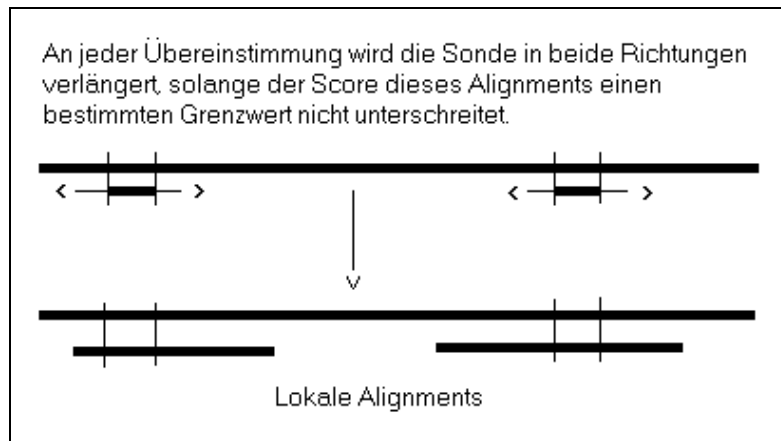 An jeder Übereinstimmung wird die Sonde in beide Richtungen
verlängert, solange der Score dieses Alignments einen
bestimmten Grenzwert nicht unterschreitet.
Lokale Alignments